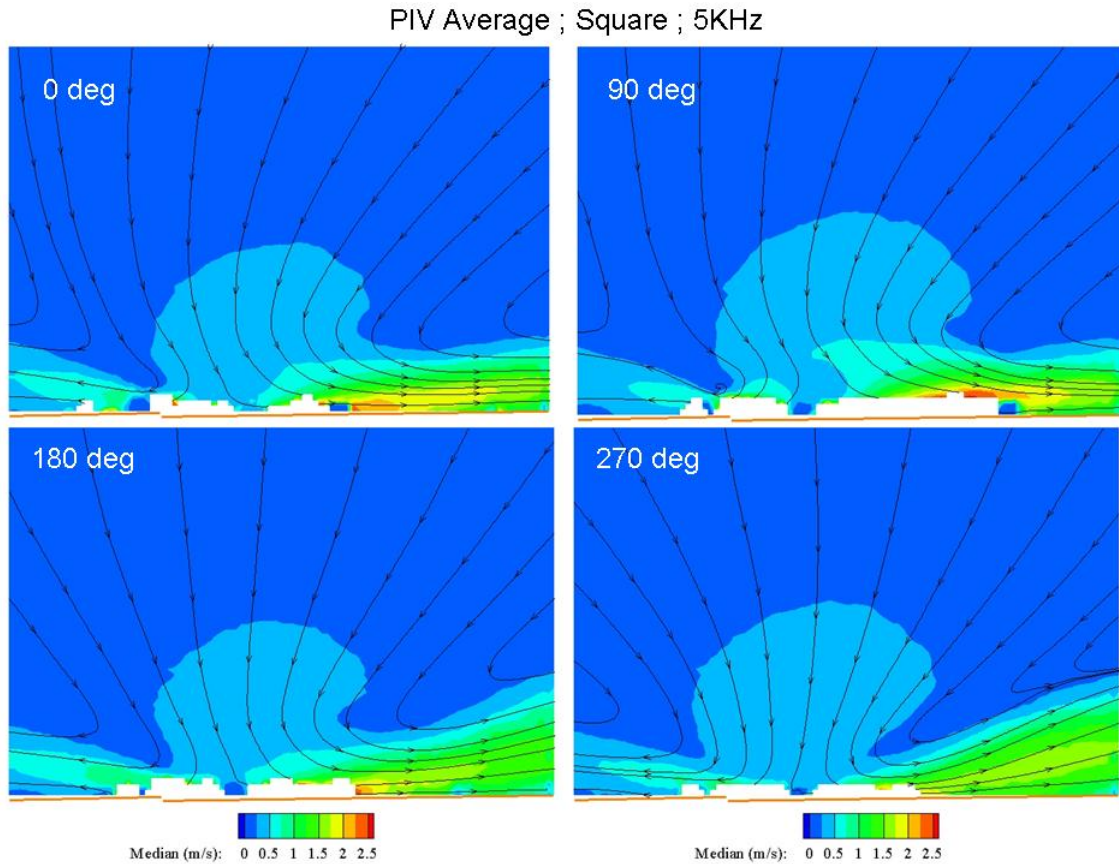 PIV Average ; Square ; 5KHz
0 deg
90 deg
180 deg
270 deg
Median (m/s): 0 0.5 1 1.5 2 2.5
Median (m/s): 0 0.5 1 1.5 2 2.5